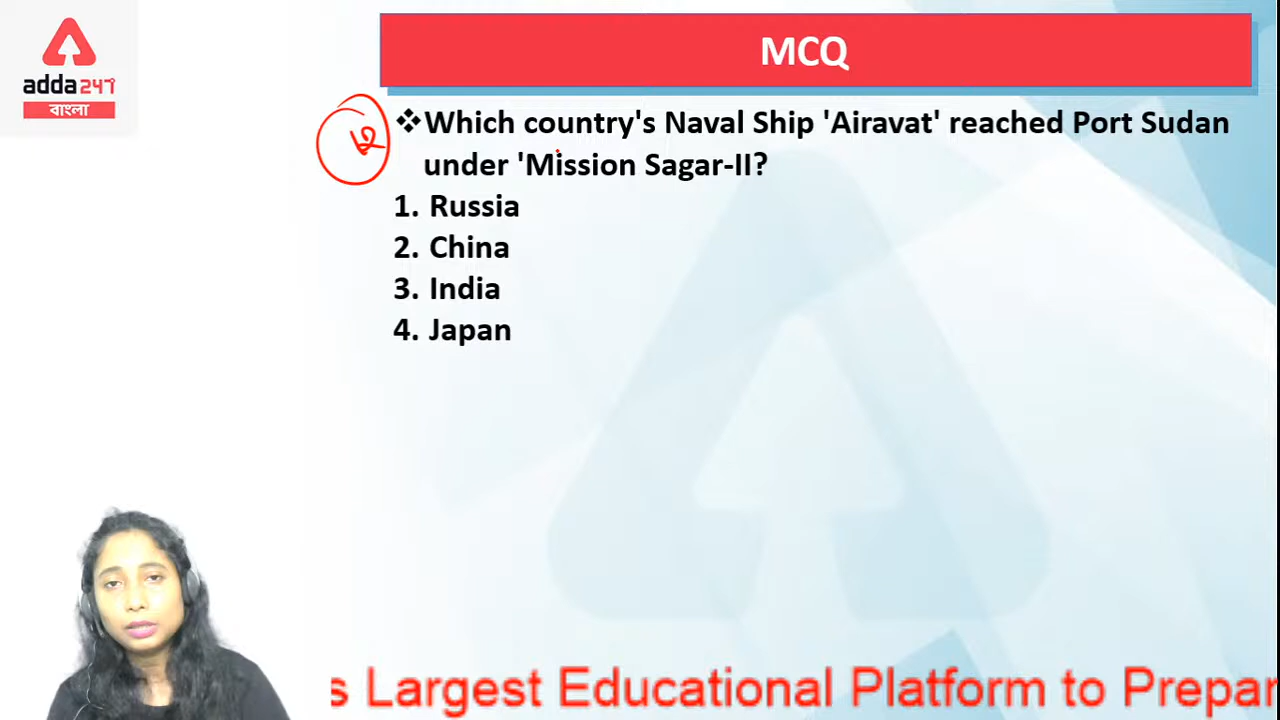 adda247
বাংলা
MCQ
❖Which country's Naval Ship 'Airavat' reached Port Sudan
under 'Mission Sagar-II?
1. Russia
2. China
3. India
4. Japan
s Largest Educational Platform to Prepar